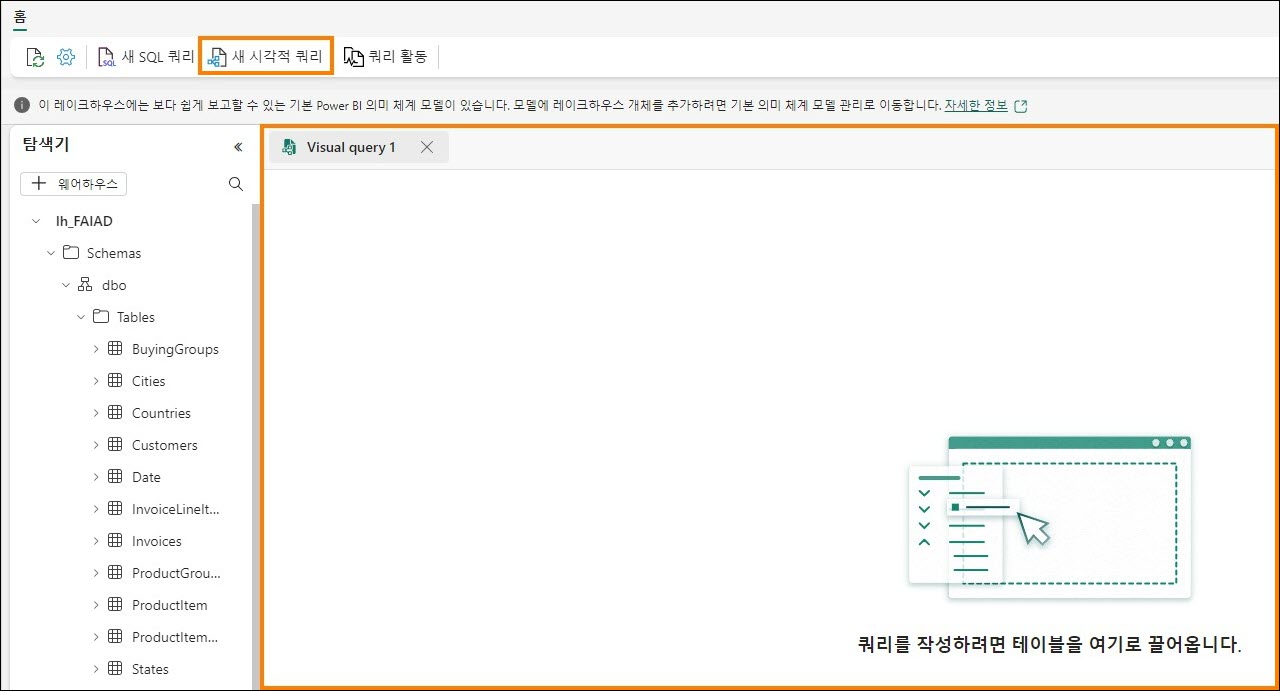 홈
새 SQL 쿼리 새 시각적 쿼리 쿼리 활동
이 레이크하우스에는 보다 쉽게 보고할 수 있는 기본 Power BI 의미 체계 모델이 있습니다. 모델에 레이크하우스 개체를 추가하려면 기본 의미 체계 모델 관리로 이동합니다. 자세한 정보
탐색기
+ 웨어하우스
lh_FAIAD
Schemas
dbo
Tables
BuyingGroups
Cities
Countries
Customers
Date
InvoiceLineIt...
Invoices
ProductGrou...
ProductItem
ProductItem...
States
Visual query 1
쿼리를 작성하려면 테이블을 여기로 끌어옵니다.